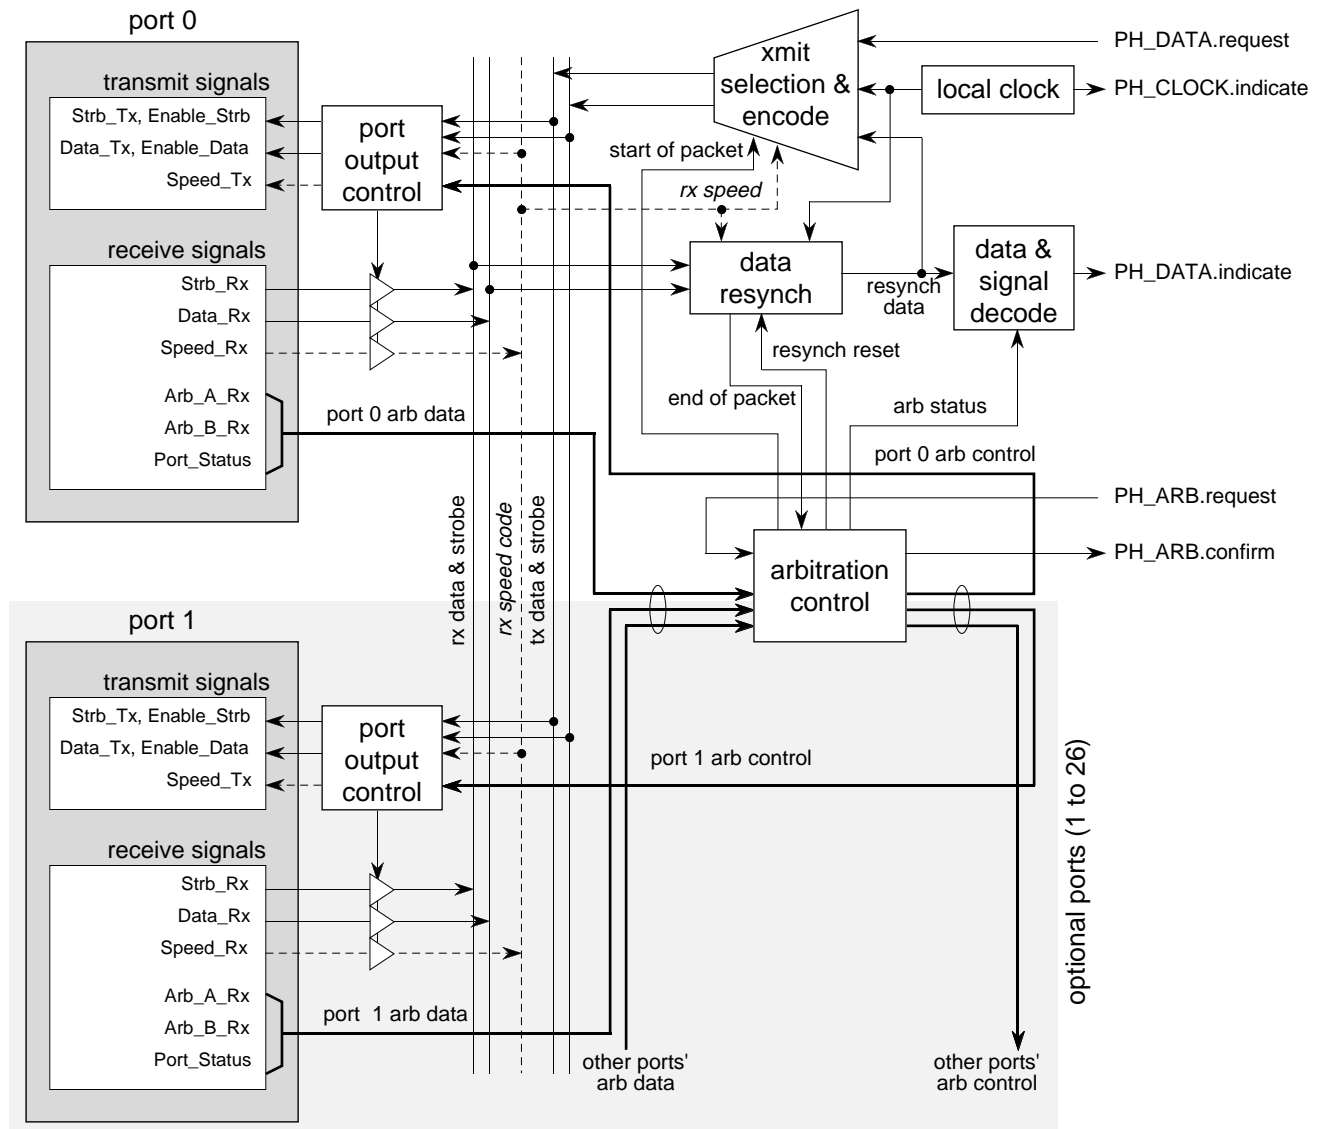 port 0
transmit signals
Strb_Tx, Enable_Strb
Data_Tx, Enable_Data
Speed_Tx
port
output
control
receive signals
Strb_Rx
Data_Rx
Speed_Rx
Arb_A_Rx
Arb_B_Rx
Port_Status
port 0 arb data
xmit
selection &
encode
PH_DATA.request
local clock
PH_CLOCK.indicate
start of packet
rx speed
data
resynch
resynch
data
data &
signal
decode
PH_DATA.indicate
resynch reset
end of packet
arb status
port 0 arb control
PH_ARB.request
arbitration
control
PH_ARB.confirm
rx data & strobe
rx speed code
tx data & strobe
port 1
transmit signals
Strb_Tx, Enable_Strb
Data_Tx, Enable_Data
Speed_Tx
port
output
control
port 1 arb control
receive signals
Strb_Rx
Data_Rx
Speed_Rx
Arb_A_Rx
Arb_B_Rx
Port_Status
port 1 arb data
other ports'
arb data
other ports'
arb control
optional ports (1 to 26)